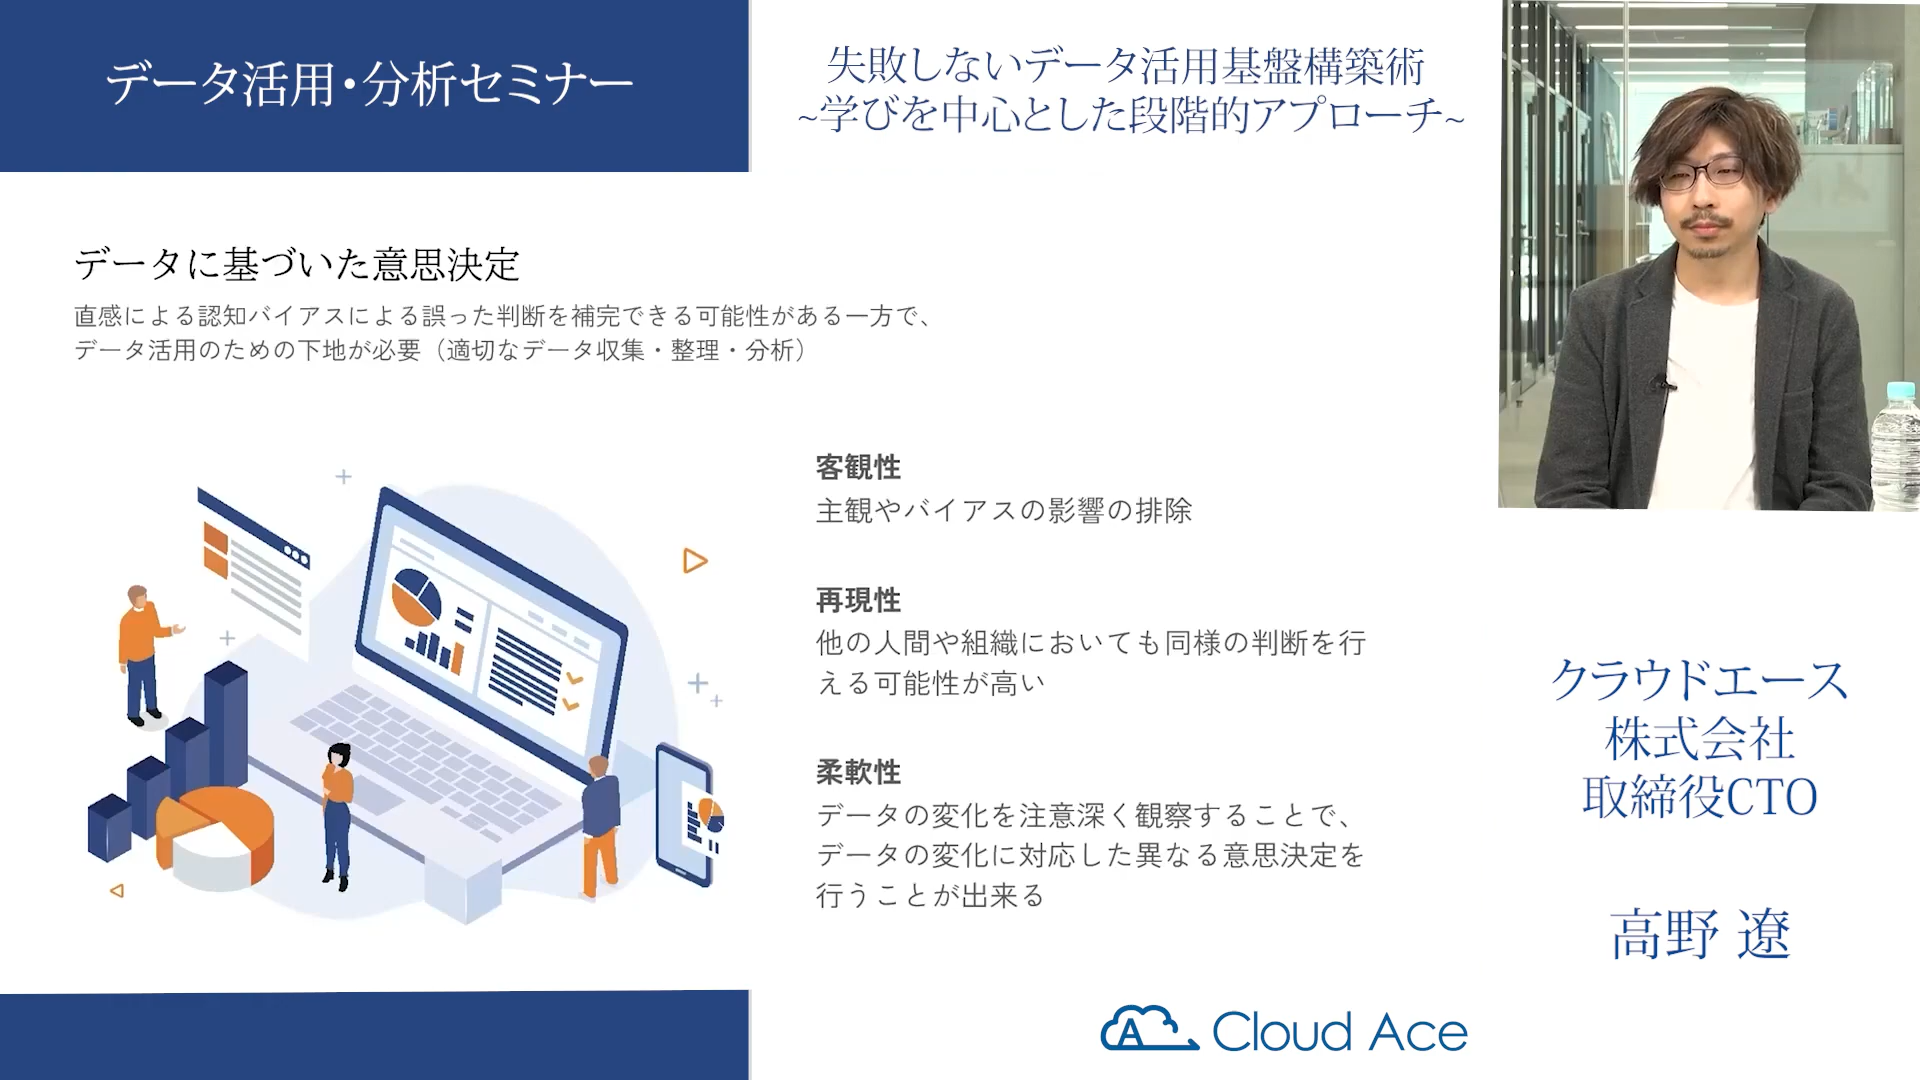 データ活用・分析セミナー
失敗しないデータ活用基盤構築術
~学びを中心とした段階的アプローチ~
データに基づいた意思決定
直感による認知バイアスによる誤った判断を補完できる可能性がある一方で、
データ活用のための下地が必要（適切なデータ収集・整理・分析）
客観性
主観やバイアスの影響の排除
再現性
他の人間や組織においても同様の判断を行
える可能性が高い
柔軟性
データの変化を注意深く観察することで、
データの変化に対応した異なる意思決定を
行うことが出来る
クラウドエース
株式会社
取締役CTO
高野 遼
A Cloud Ace